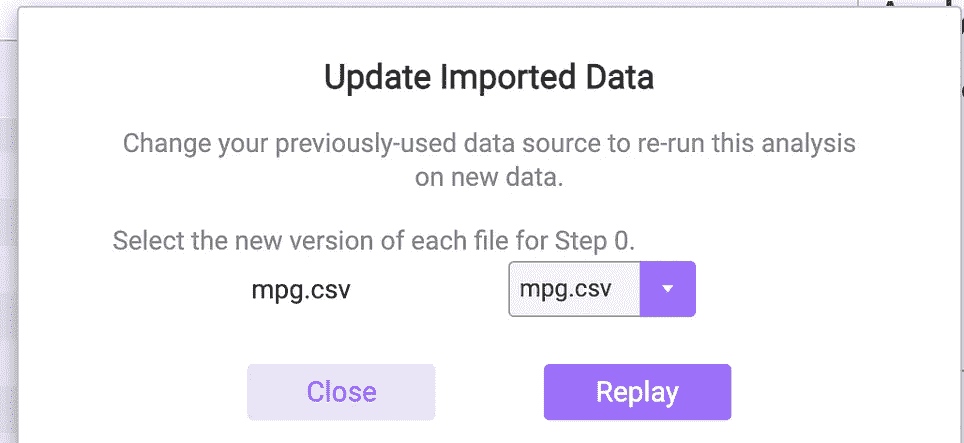 Update Imported Data
Change your previously-used data source to re-run this analysis
on new data.
Select the new version of each file for Step 0.
mpg.csv mpg.csv
Close Replay